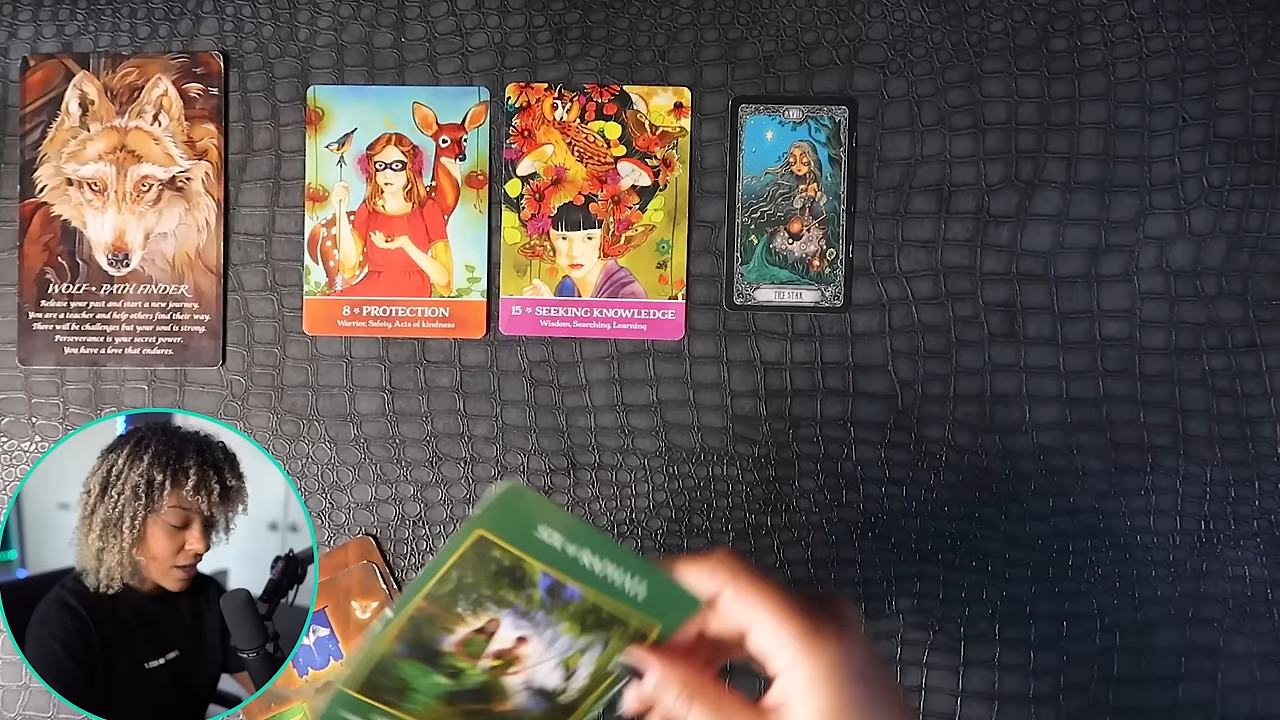 WOLF • PATH FINDER
Release your past and start a new journey.
You are a teacher and help others find their way.
There will be challenges but your soul is strong.
Perseverance is your secret power.
You have a love that endures.
8 * PROTECTION
Warrior, Safety, Acts of kindness
15 * SEEKING KNOWLEDGE
Wisdom, Searching, Learning
XVII
THE STAR